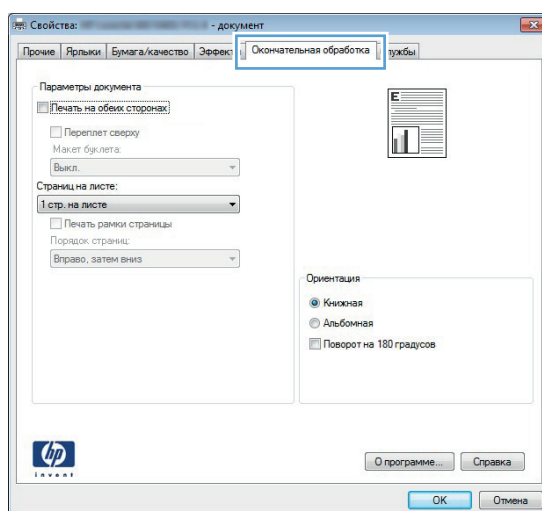 Свойства: - документ
Прочие Ярлыки Бумага/качество Эффекты Окончательная обработка
Параметры документа
E
Печать на обеих сторонах
Переплет сверху
Макет буклета:
Выкл.
Страниц на листе:
1 стр. на листе
Печать рамки страницы
Порядок страниц:
Вправо, затем вниз
Ориентация
Книжная
Альбомная
Поворот на 180 градусов
hp
invent
О программе... Справка
OK Отмена